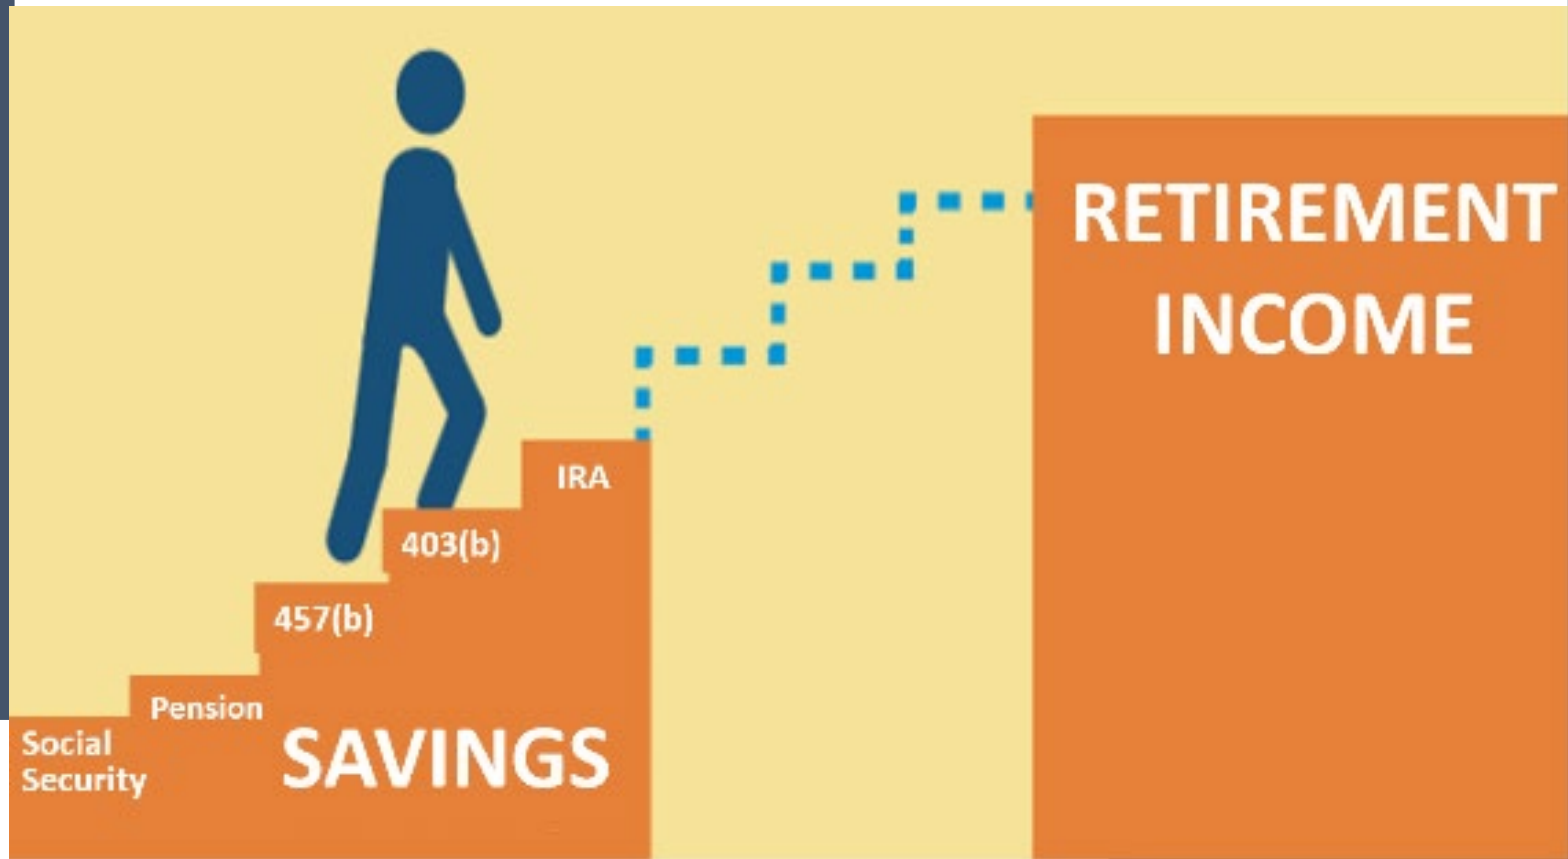 RETIREMENT
INCOME
IRA
403(b)
457(b)
Pension
Social
Security
SAVINGS